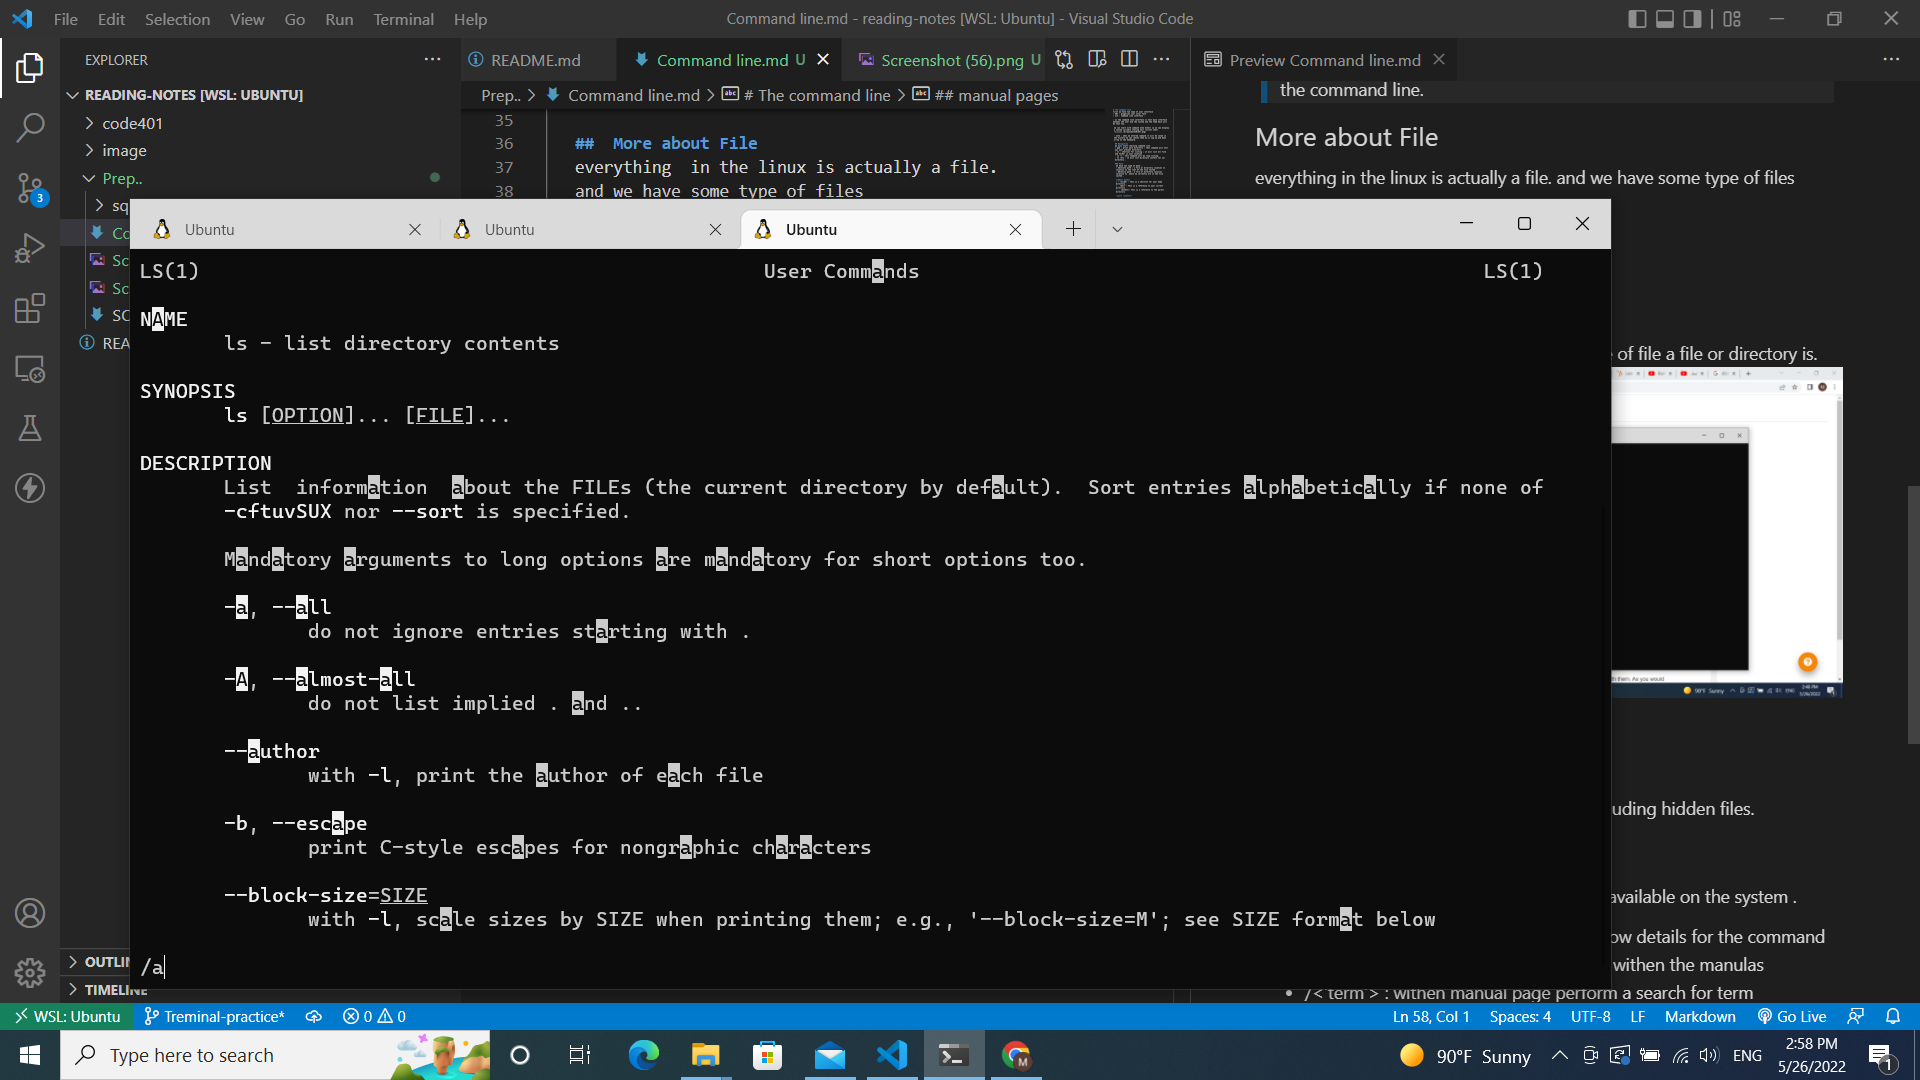 File Edit Selection View Go Run Terminal Help
Command line.md - reading-notes [WSL: Ubuntu] - Visual Studio Code
EXPLORER
README.md
Command line.md U
Screenshot (56).png U
Preview Command line.md
READING-NOTES [WSL: UBUNTU]
code401
image
Prep..
sq
Co
Sc
Sc
SC
REA
OUTLIN
TIMELINE
3
Prep.. > Command line.md > # The command line > ## manual pages
35
36 ## More about File
37 everything in the linux is actually a file.
38 and we have some type of files
the command line.
More about File
everything in the linux is actually a file. and we have some type of files
of file a file or directory is.
uding hidden files.
vailable on the system .
ow details for the command
withen the manulas
/<term> : withen manual page perform a search for term
Ubuntu
Ubuntu
Ubuntu
LS(1) User Commands LS(1)
NAME
ls - list directory contents
SYNOPSIS
ls [OPTION]... [FILE]...
DESCRIPTION
List information about the FILEs (the current directory by default). Sort entries alphabetically if none of
-cftuvSUX nor --sort is specified.
Mandatory arguments to long options are mandatory for short options too.
-a, --all
do not ignore entries starting with .
-A, --almost-all
do not list implied . and ..
--author
with -l, print the author of each file
-b, --escape
print C-style escapes for nongraphic characters
--block-size=SIZE
with -l, scale sizes by SIZE when printing them; e.g., '--block-size=M'; see SIZE format below
/a
WSL: Ubuntu Treminal-practice* 0 0
Ln 58, Col 1 Spaces: 4 UTF-8 LF Markdown Go Live
Type here to search
90°F Sunny ENG
2:58 PM
5/26/2022
1